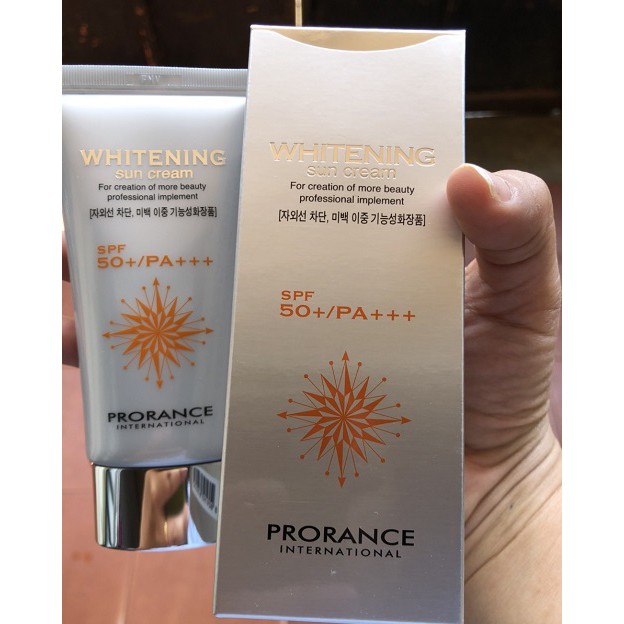 WHITENING
sun cream
For creation of more beauty
professional implement
[자외선 차단, 미백 이중 기능성화장품]
SPF
50+/PA+++
PRORANCE
INTERNATIONAL
WHITENING
sun cream
For creation of more beauty
professional implement
[자외선 차단, 미백 이중 기능성화장품]
SPF
50+/PA+++
PRORANCE
INTERNATIONAL